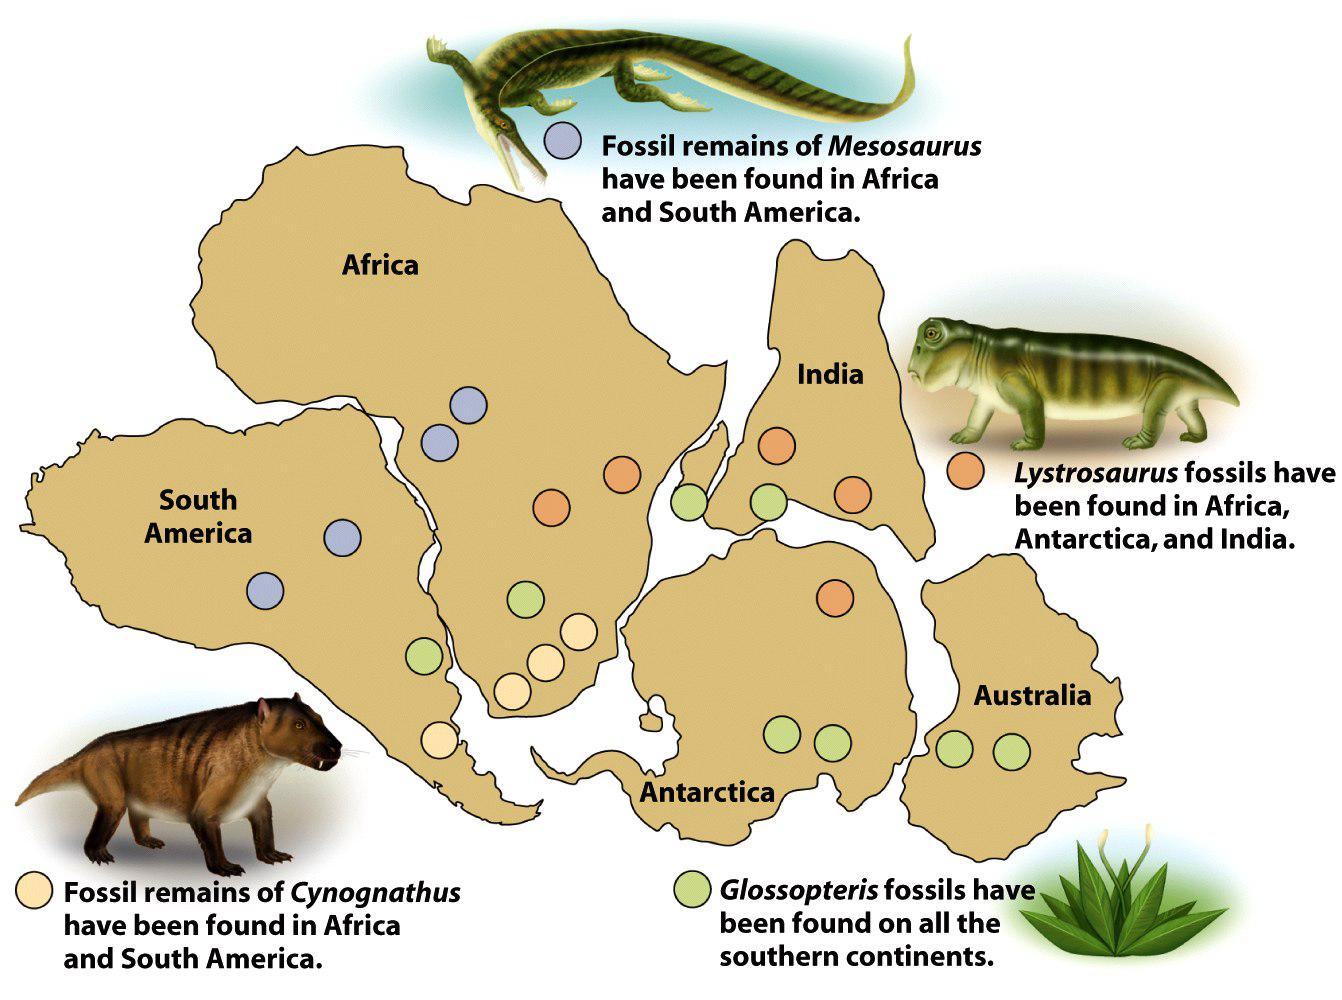 Fossil remains of Mesosaurus
have been found in Africa
and South America.
Africa
India
Lystrosaurus fossils have
been found in Africa,
Antarctica, and India.
South
America
Australia
Antarctica
Fossil remains of Cynognathus
have been found in Africa
and South America.
Glossopteris fossils have
been found on all the
southern continents.